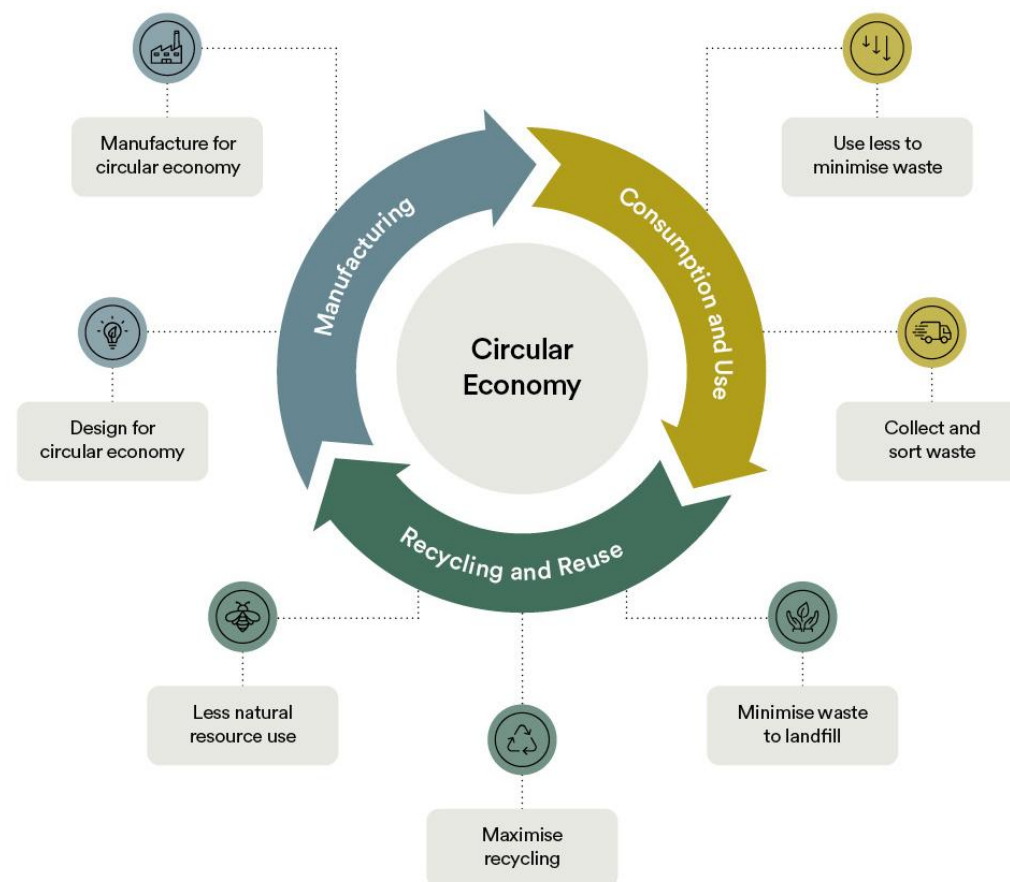 Manufacture for
circular economy
Use less to
minimise waste
Manufacturing
Consumption and Use
Circular
Economy
Design for
circular economy
Collect and
sort waste
Recycling and Reuse
Less natural
resource use
Minimise waste
to landfill
Maximise
recycling